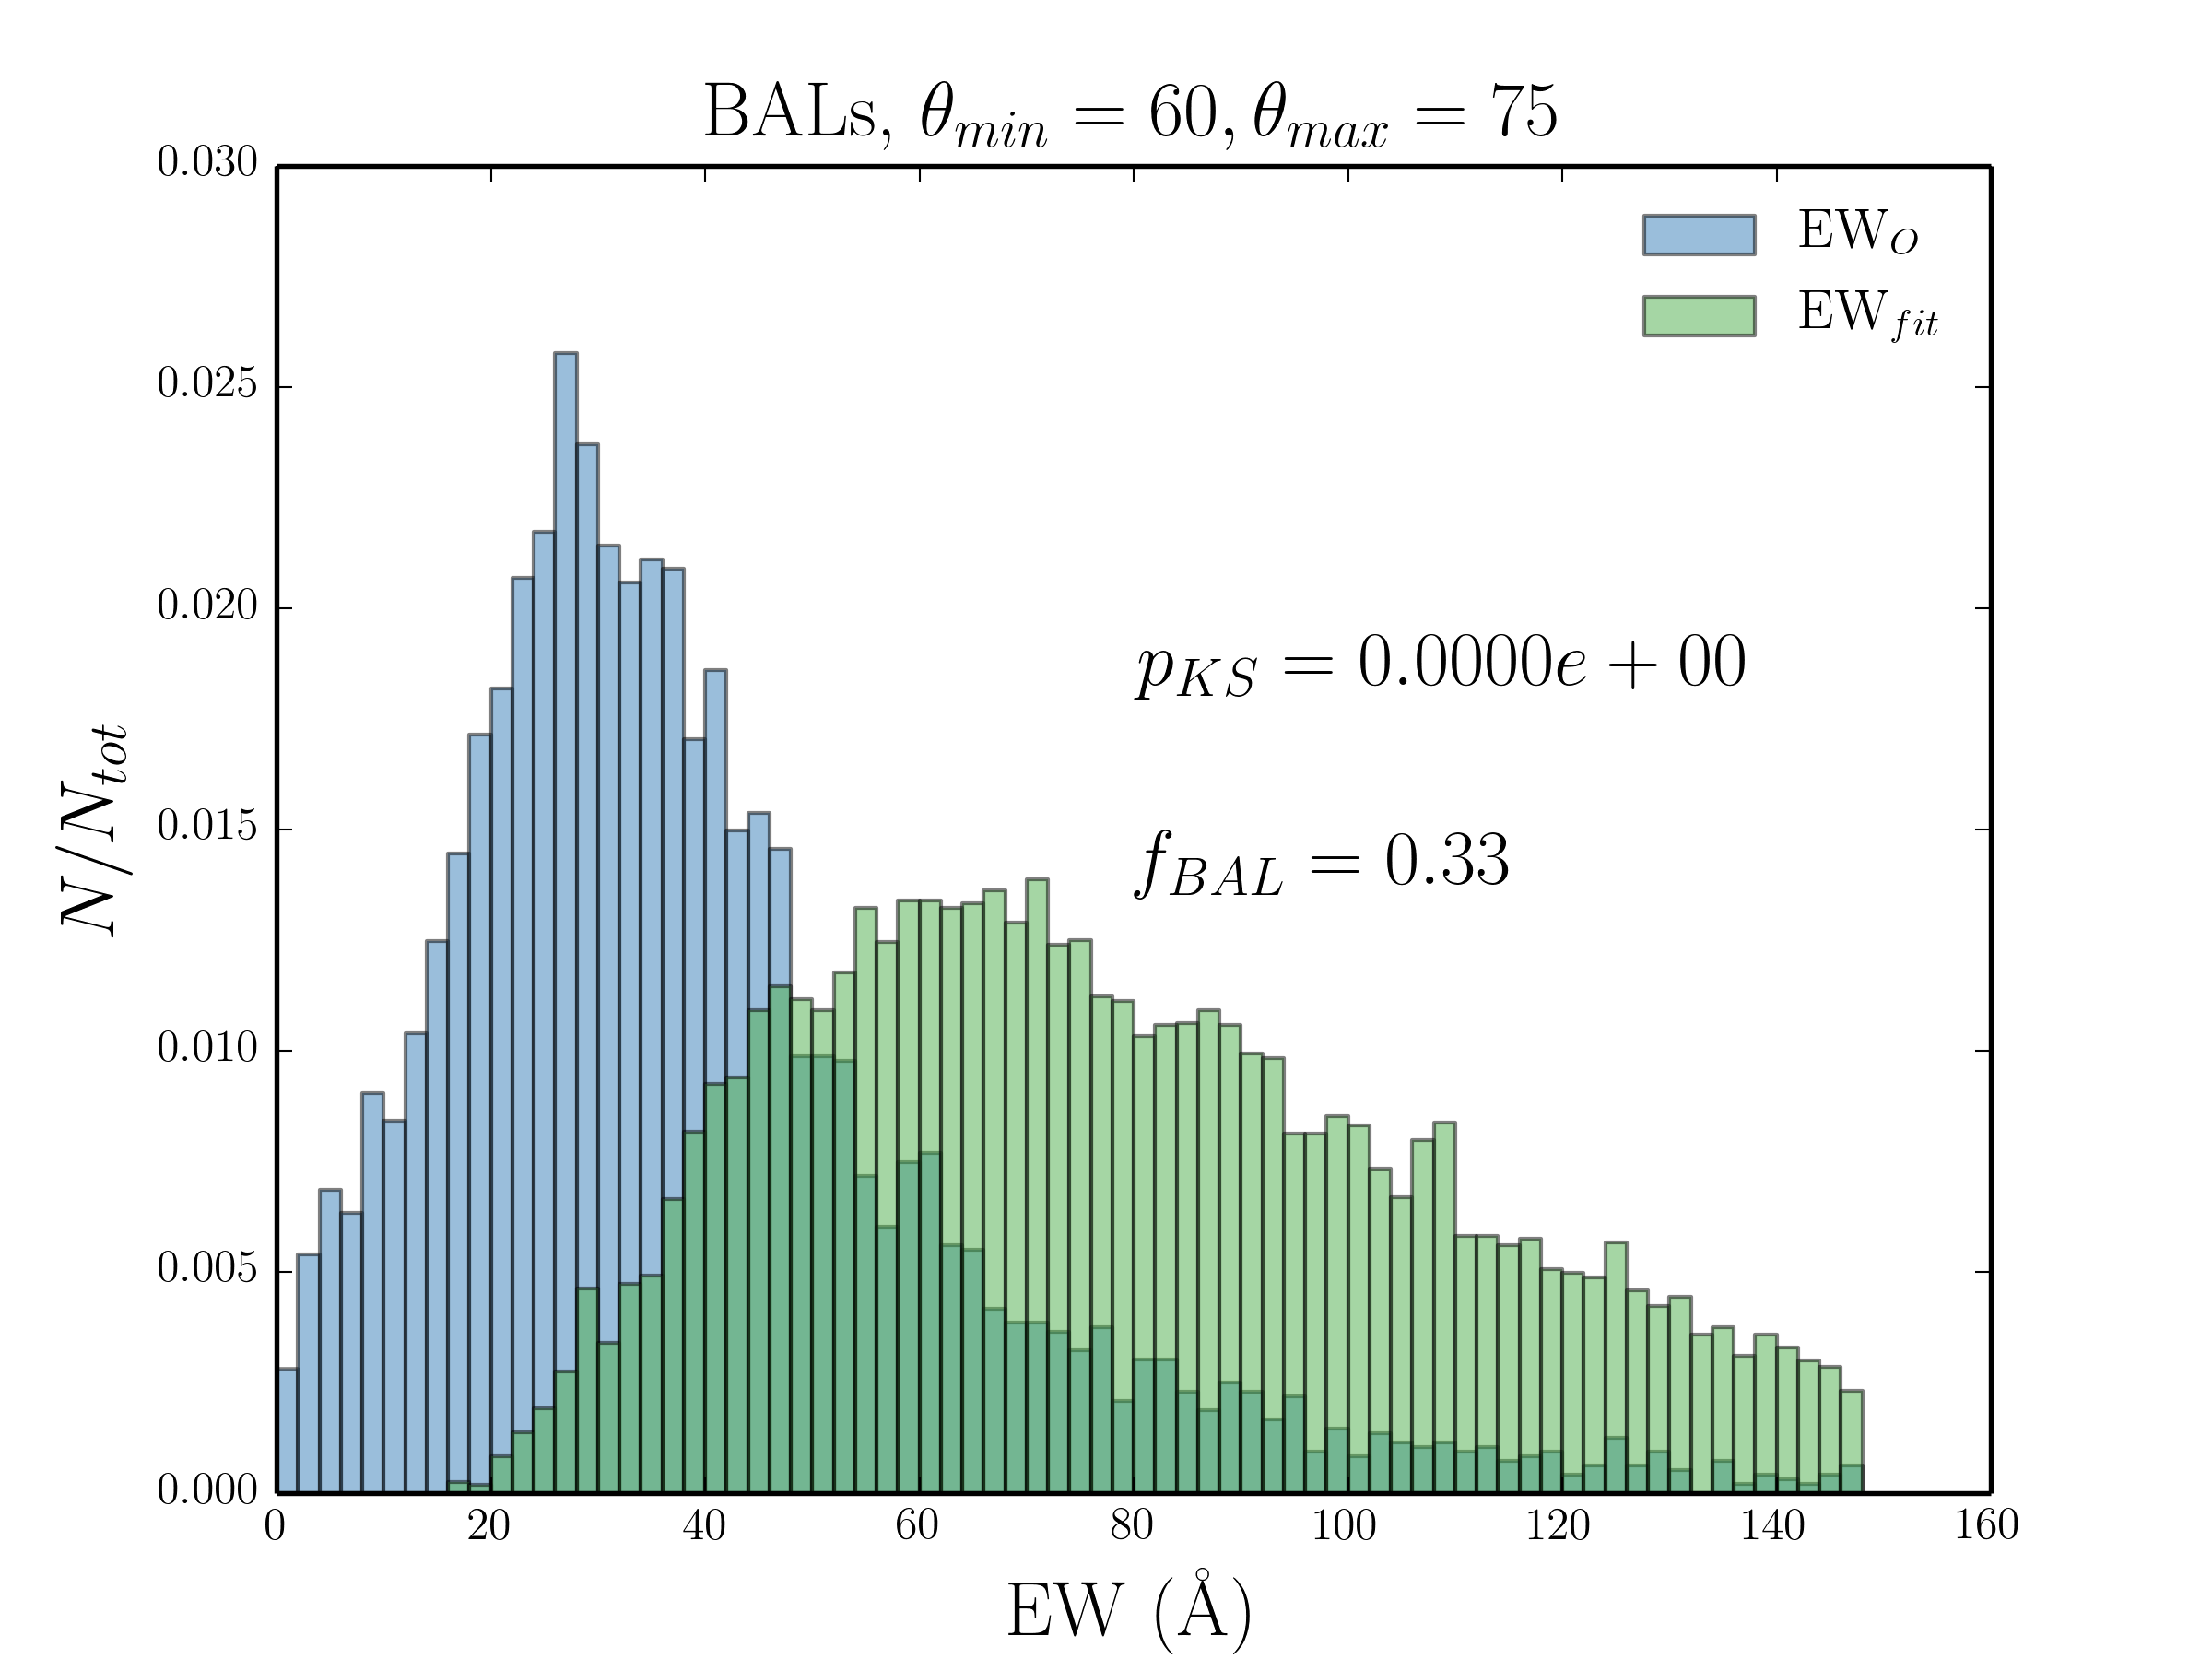 BALs, θ_min = 60, θ_max = 75
0.030
0.025
0.020
0.015
0.010
0.005
0.000
N/N_tot
EW_O
EW_fit
p_KS = 0.0000e + 00
f_BAL = 0.33
0 20 40 60 80 100 120 140 160
EW (Å)